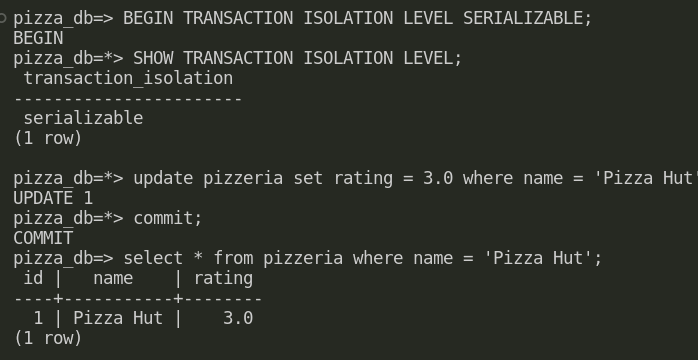 pizza_db=> BEGIN TRANSACTION ISOLATION LEVEL SERIALIZABLE;
BEGIN
pizza_db=*> SHOW TRANSACTION ISOLATION LEVEL;
 transaction_isolation
-----------------------
 serializable
(1 row)

pizza_db=*> update pizzeria set rating = 3.0 where name = 'Pizza Hut'
UPDATE 1
pizza_db=*> commit;
COMMIT
pizza_db=> select * from pizzeria where name = 'Pizza Hut';
 id |   name    | rating
----+-----------+--------
  1 | Pizza Hut |    3.0
(1 row)